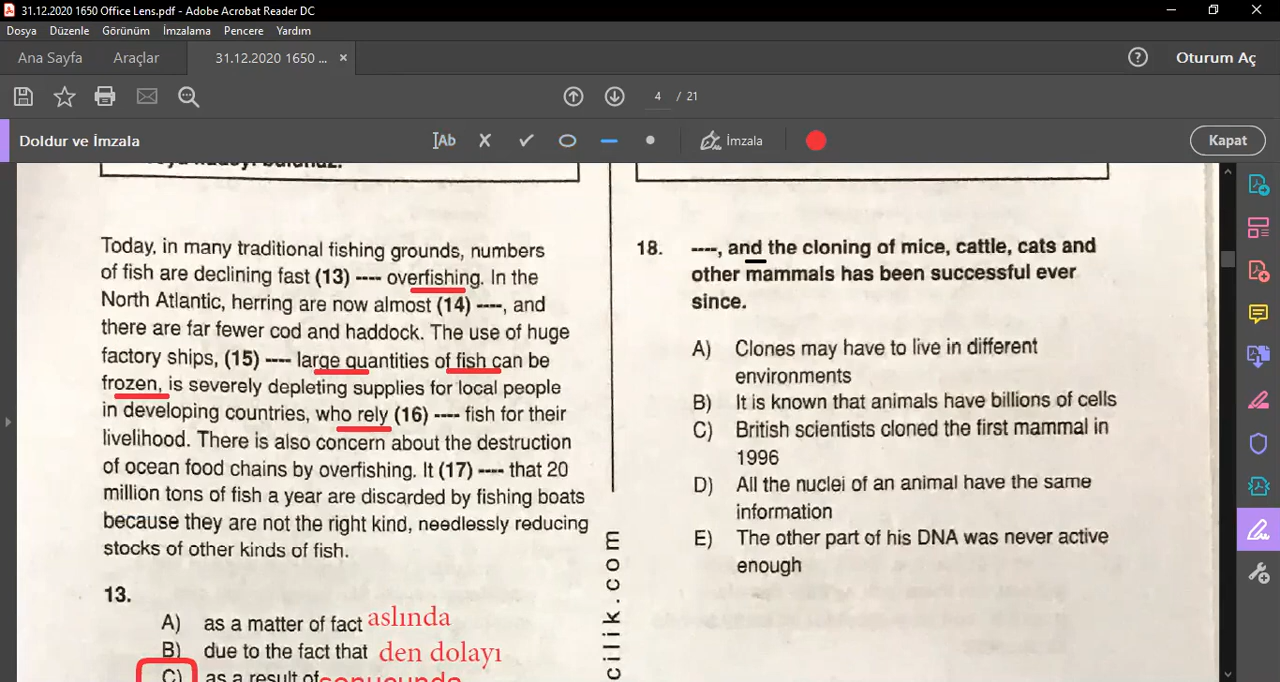 31.12.2020 1650 Office Lens.pdf - Adobe Acrobat Reader DC
Dosya Düzenle Görünüm İmzalama Pencere Yardım
Ana Sayfa Araçlar 31.12.2020 1650 ... × ? Oturum Aç
4 / 21
Doldur ve İmzala Ab İmzala Kapat
Today, in many traditional fishing grounds, numbers
of fish are declining fast (13) ---- overfishing. In the
North Atlantic, herring are now almost (14) ----, and
there are far fewer cod and haddock. The use of huge
factory ships, (15) ---- large quantities of fish can be
frozen, is severely depleting supplies for local people
in developing countries, who rely (16) ---- fish for their
livelihood. There is also concern about the destruction
of ocean food chains by overfishing. It (17) ---- that 20
million tons of fish a year are discarded by fishing boats
because they are not the right kind, needlessly reducing
stocks of other kinds of fish.
13.
A) as a matter of fact aslında
B) due to the fact that den dolayı
C) as a result of sonucunda
cilik.com
18. ----, and the cloning of mice, cattle, cats and
other mammals has been successful ever
since.
A) Clones may have to live in different
environments
B) It is known that animals have billions of cells
C) British scientists cloned the first mammal in
1996
D) All the nuclei of an animal have the same
information
E) The other part of his DNA was never active
enough